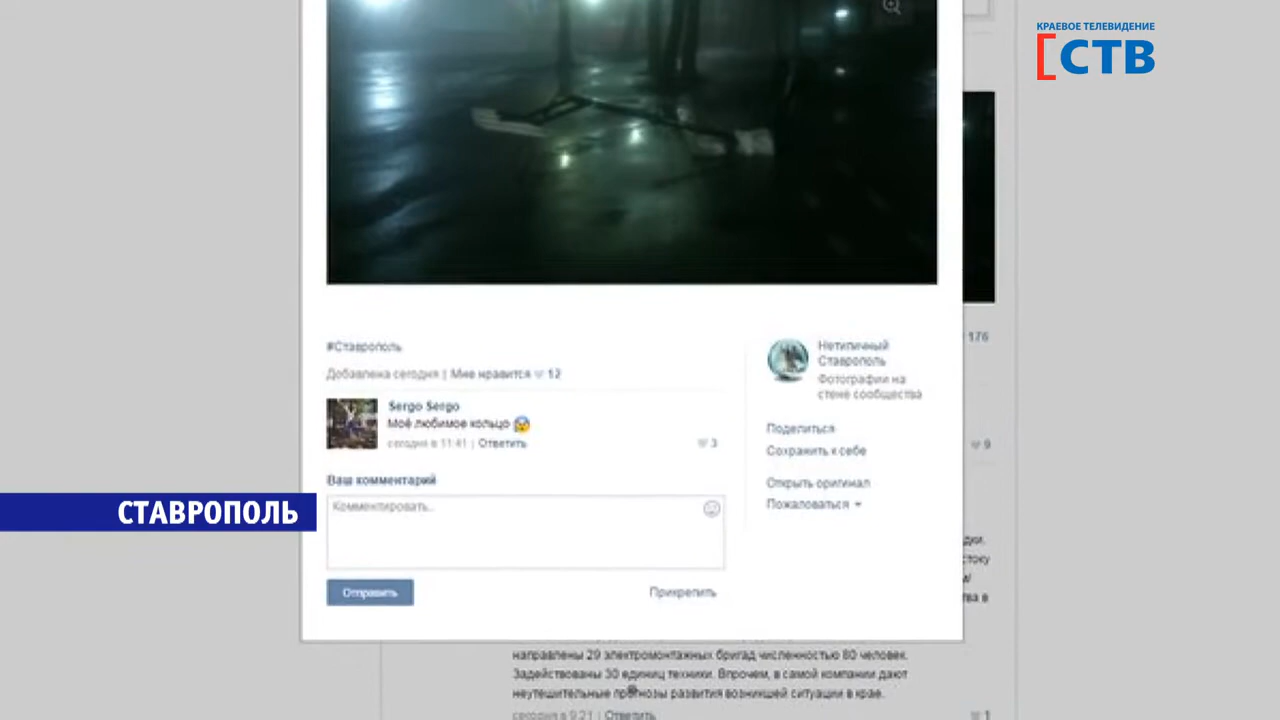 КРАЕВОЕ ТЕЛЕВИДЕНИЕ
СТВ
176
#Ставрополь
Добавлена сегодня | Мне нравится 12
Sergo Sergo
Моё любимое кольцо
сегодня в 11:41 | Ответить
3
Ваш комментарий
Комментировать..
Отправить
Прикрепить
Нетипичный
Ставрополь
Фотографии на
стене сообщества
Поделиться
Сохранить к себе
Открыть оригинал
Пожаловаться
9
СТАВРОПОЛЬ
направлены 29 электромонтажных бригад численностью 80 человек.
Задействованы 30 единиц техники. Впрочем, в самой компании дают
неутешительные прогнозы развития возникшей ситуации в крае.
сегодня в 9:21 | Ответить
1